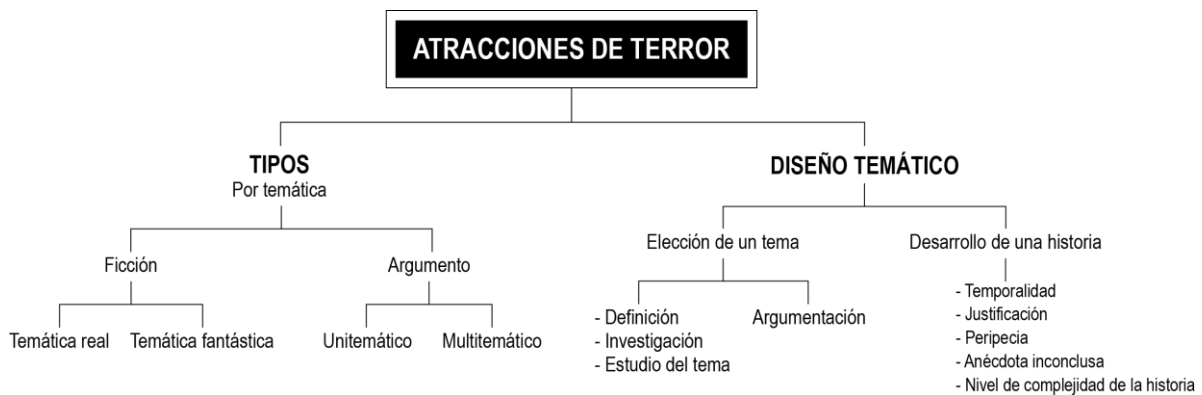 ATRACCIONES DE TERROR
TIPOS
Por temática
DISEÑO TEMÁTICO
Ficción
Argumento
Elección de un tema
Desarrollo de una historia
Temática real
Temática fantástica
Unitemático
Multitemático
- Definición
- Investigación
- Estudio del tema
Argumentación
- Temporalidad
- Justificación
- Peripecia
- Anécdota inconclusa
- Nivel de complejidad de la historia